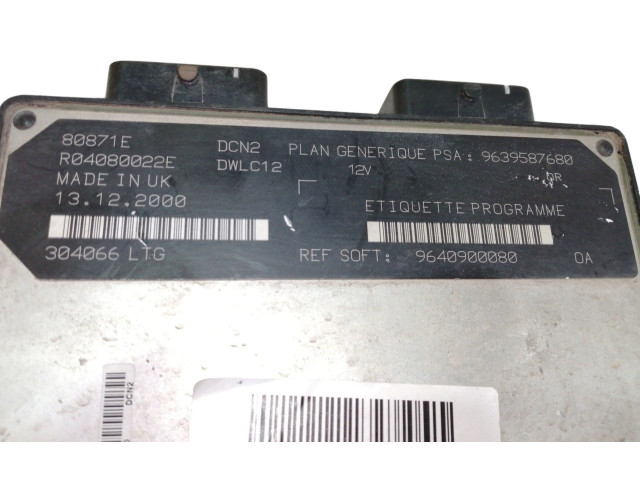 80871E DCN2 PLAN GENERIQUE PSA: 9639587680
R04080022E DWLC12 12V OR
MADE IN UK
13.12.2000 ETIQUETTE PROGRAMME
304066 LTG REF SOFT: 9640900080 0A
DCN2